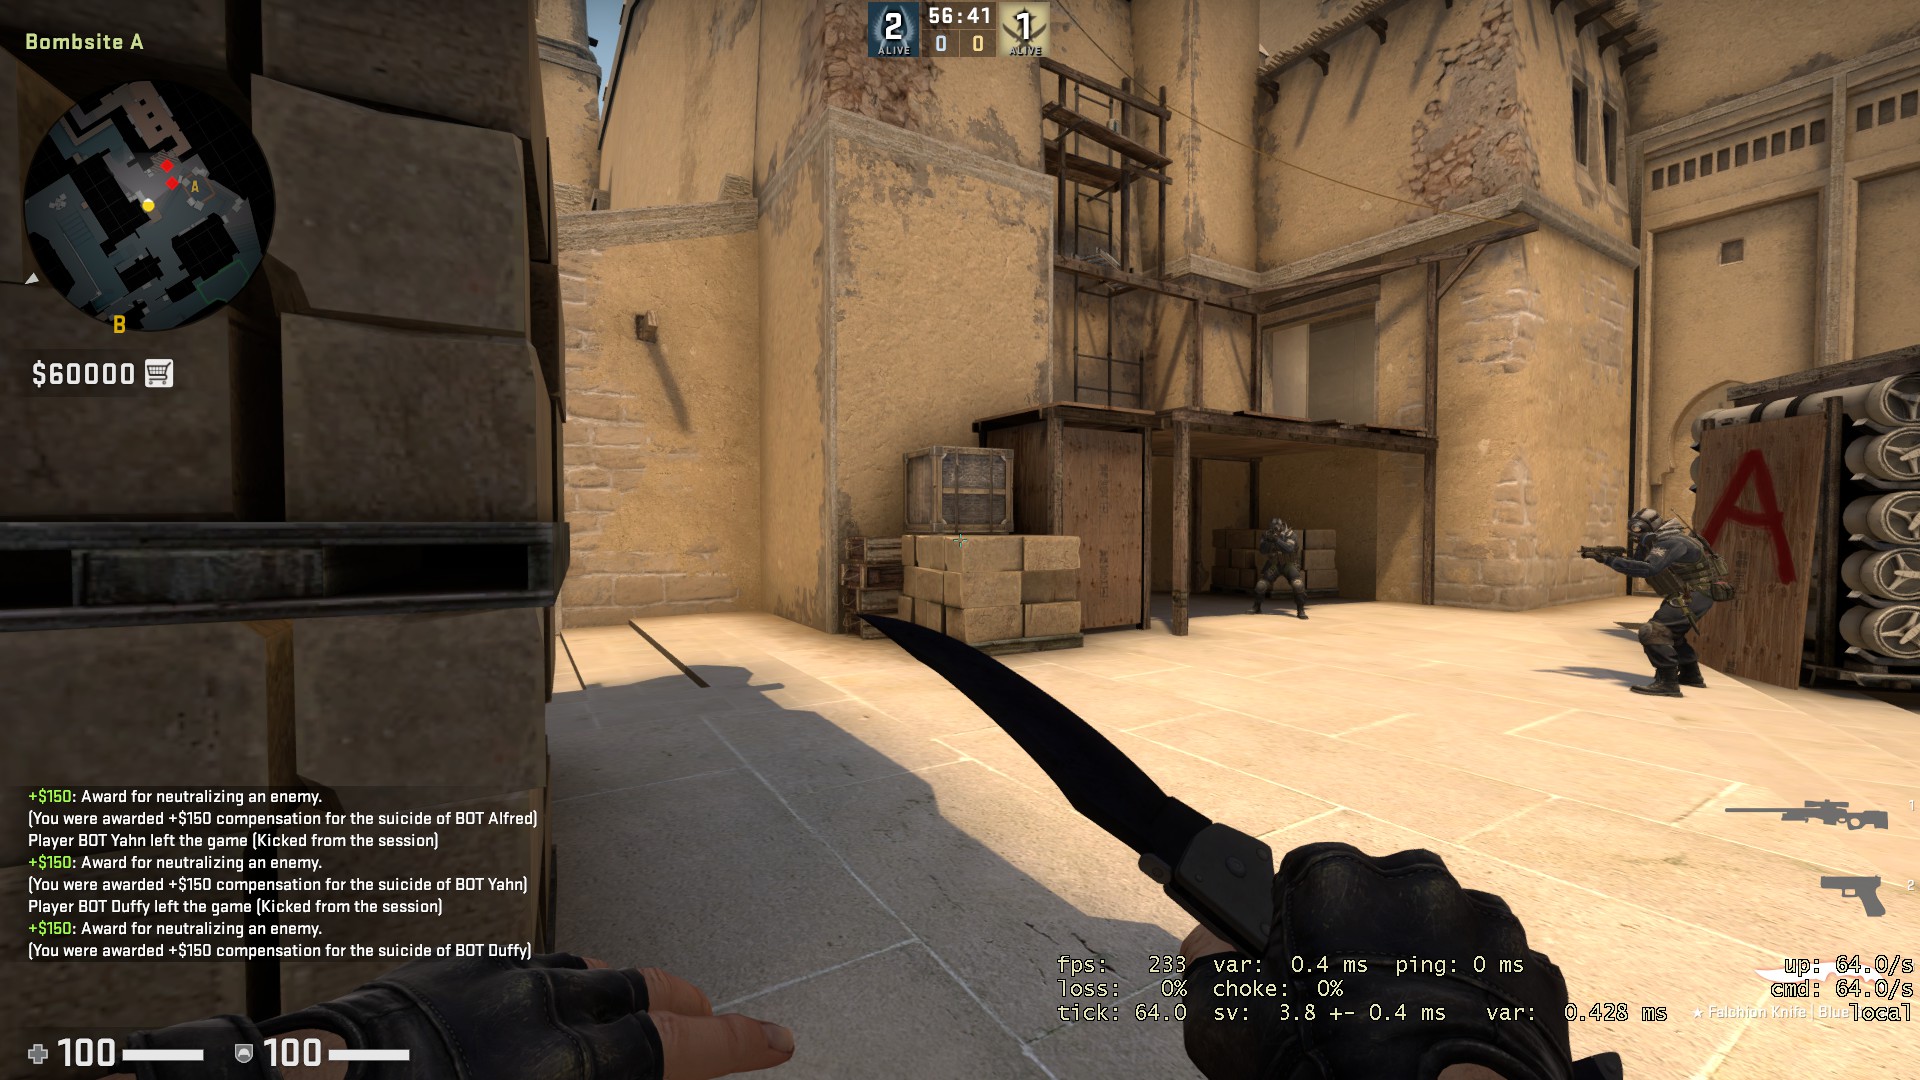 Bombsite A
2 ALIVE 56:41 1 ALIVE
0 0
A
B
$60000
A
+$150: Award for neutralizing an enemy.
(You were awarded +$150 compensation for the suicide of BOT Alfred)
Player BOT Yahn left the game (Kicked from the session)
+$150: Award for neutralizing an enemy.
(You were awarded +$150 compensation for the suicide of BOT Yahn)
Player BOT Duffy left the game (Kicked from the session)
+$150: Award for neutralizing an enemy.
(You were awarded +$150 compensation for the suicide of BOT Duffy)
1
2
fps: 233 var: 0.4 ms ping: 0 ms up: 64.0/s
loss: 0% choke: 0% cmd: 64.0/s
tick: 64.0 sv: 3.8 +- 0.4 ms var: 0.428 ms local
★ Falchion Knife | Blue
100 100